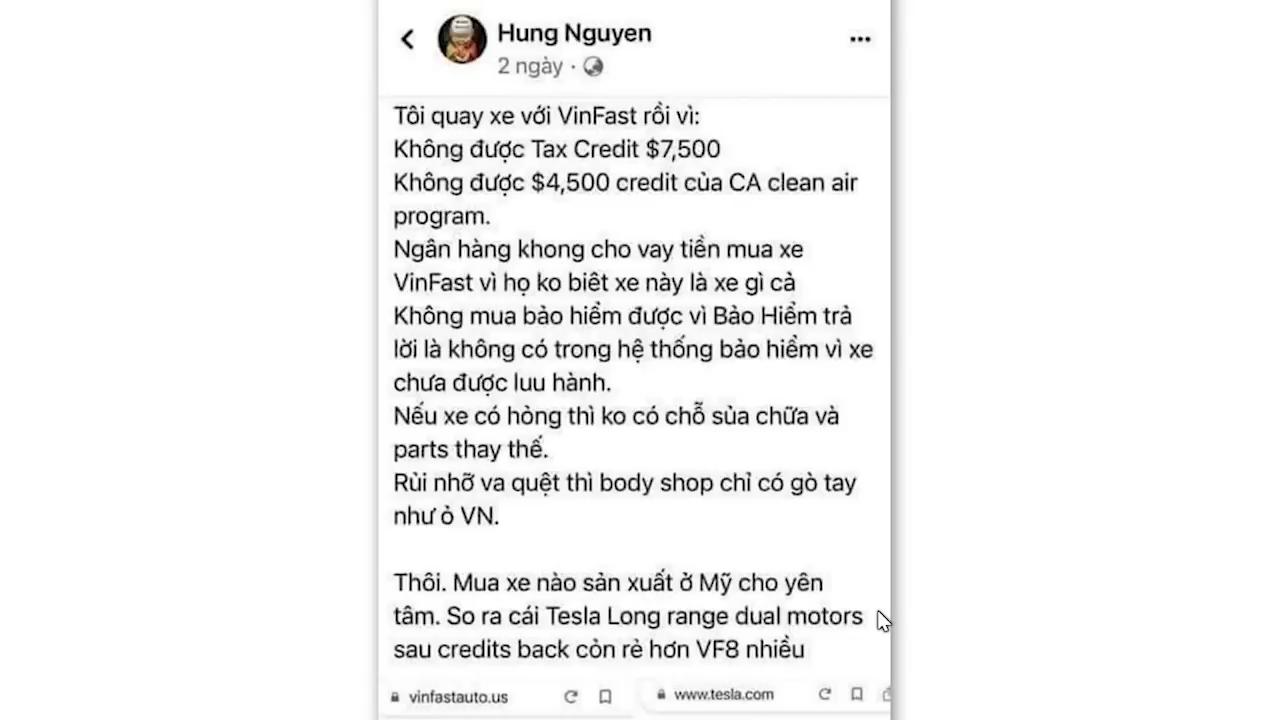 Hung Nguyen
2 ngày ·
Tôi quay xe với VinFast rồi vì:
Không được Tax Credit $7,500
Không được $4,500 credit của CA clean air
program.
Ngân hàng khong cho vay tiền mua xe
VinFast vì họ ko biêt xe này là xe gì cả
Không mua bảo hiểm được vì Bảo Hiểm trả
lời là không có trong hệ thống bảo hiểm vì xe
chưa được luu hành.
Nếu xe có hỏng thì ko có chỗ sủa chữa và
parts thay thế.
Rủi nhỡ va quệt thì body shop chỉ có gò tay
như ỏ VN.
Thôi. Mua xe nào sản xuất ở Mỹ cho yên
tâm. So ra cái Tesla Long range dual motors
sau credits back còn rẻ hơn VF8 nhiều
vinfastauto.us
www.tesla.com